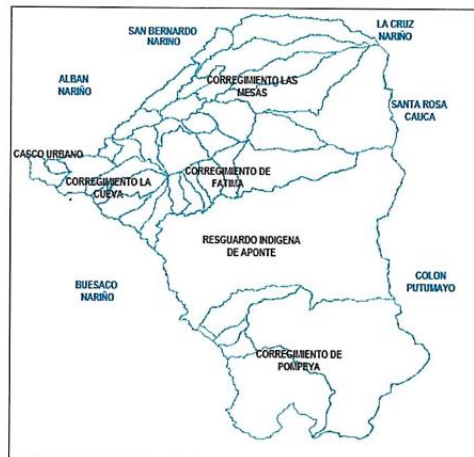 SAN BERNARDO
NARIÑO
LA CRUZ
NARIÑO
ALBAN
NARIÑO
CORREGIMIENTO LAS
MESAS
SANTA ROSA
CAUCA
CASCO URBANO
CORREGIMIENTO LA
CUEVA
CORREGIMIENTO DE
FATIMA
RESGUARDO INDIGENA
DE APONTE
BUESACO
NARIÑO
COLON
PUTUMAYO
CORREGIMIENTO DE
POMPEYA